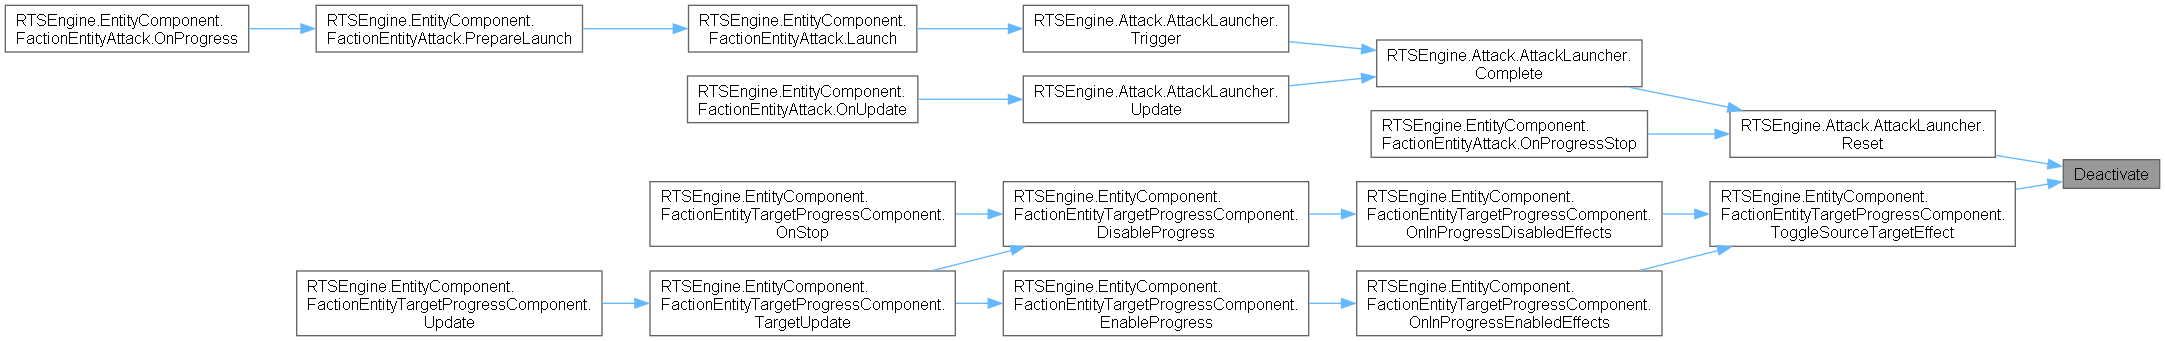 RTSEngine.EntityComponent.
FactionEntityAttack.OnProgress
RTSEngine.EntityComponent.
FactionEntityAttack.PrepareLaunch
RTSEngine.EntityComponent.
FactionEntityAttack.Launch
RTSEngine.Attack.AttackLauncher.
Trigger
RTSEngine.Attack.AttackLauncher.
Complete
RTSEngine.EntityComponent.
FactionEntityAttack.OnUpdate
RTSEngine.Attack.AttackLauncher.
Update
RTSEngine.EntityComponent.
FactionEntityAttack.OnProgressStop
RTSEngine.Attack.AttackLauncher.
Reset
Deactivate
RTSEngine.EntityComponent.
FactionEntityTargetProgressComponent.
OnStop
RTSEngine.EntityComponent.
FactionEntityTargetProgressComponent.
DisableProgress
RTSEngine.EntityComponent.
FactionEntityTargetProgressComponent.
OnInProgressDisabledEffects
RTSEngine.EntityComponent.
FactionEntityTargetProgressComponent.
ToggleSourceTargetEffect
RTSEngine.EntityComponent.
FactionEntityTargetProgressComponent.
Update
RTSEngine.EntityComponent.
FactionEntityTargetProgressComponent.
TargetUpdate
RTSEngine.EntityComponent.
FactionEntityTargetProgressComponent.
EnableProgress
RTSEngine.EntityComponent.
FactionEntityTargetProgressComponent.
OnInProgressEnabledEffects